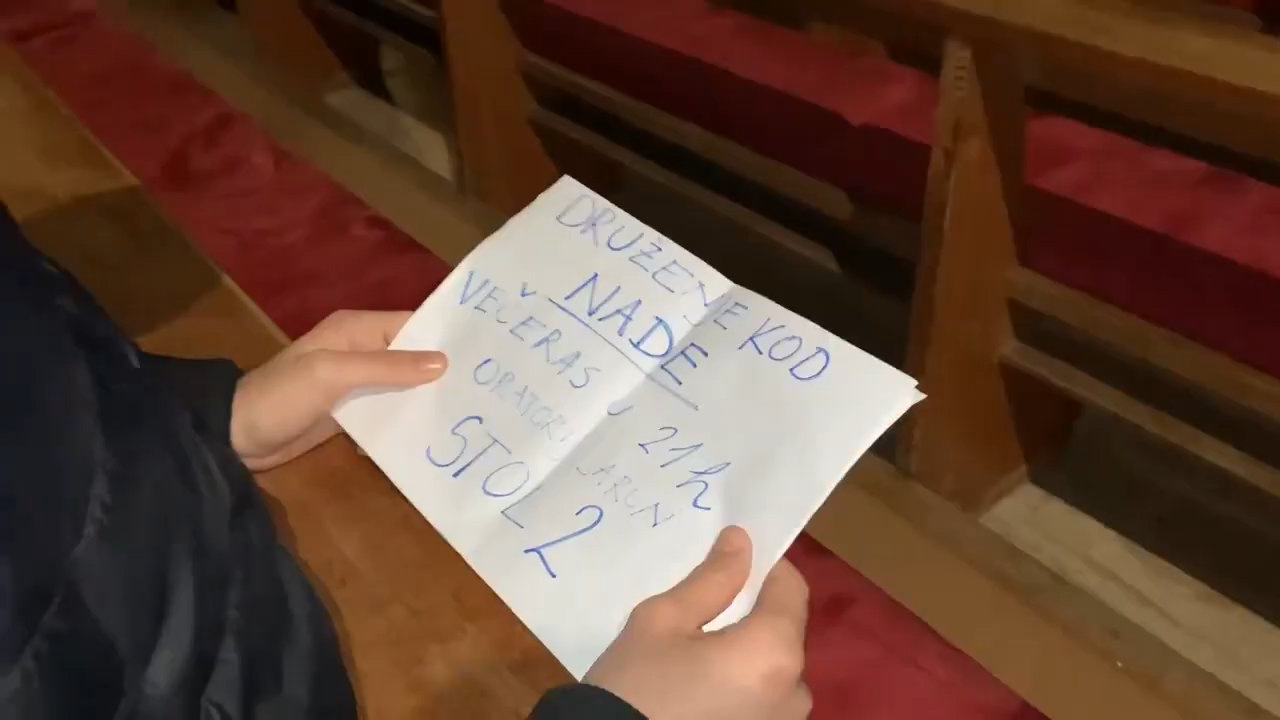 DRUŽENJE KOD
NADE
VEČERAS U 21h
ORATORIJ JARUN
STOL 2